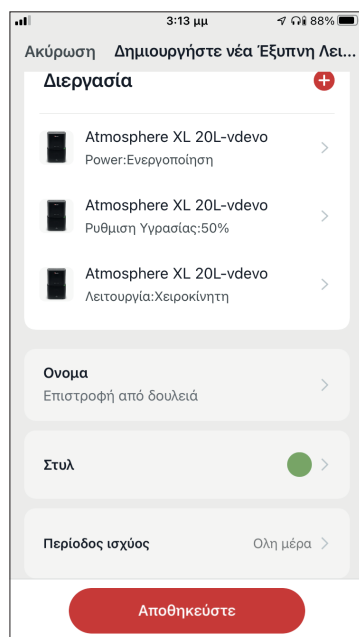 3:13 μμ
88%
Ακύρωση Δημιουργήστε νέα Έξυπνη Λει...
Διεργασία
Atmosphere XL 20L-vdevo
Power:Ενεργοποίηση
Atmosphere XL 20L-vdevo
Ρυθμιση Υγρασίας:50%
Atmosphere XL 20L-vdevo
Λειτουργία:Χειροκίνητη
Ονομα
Επιστροφή από δουλειά
Στυλ
Περίοδος ισχύος Ολη μέρα
Αποθηκεύστε